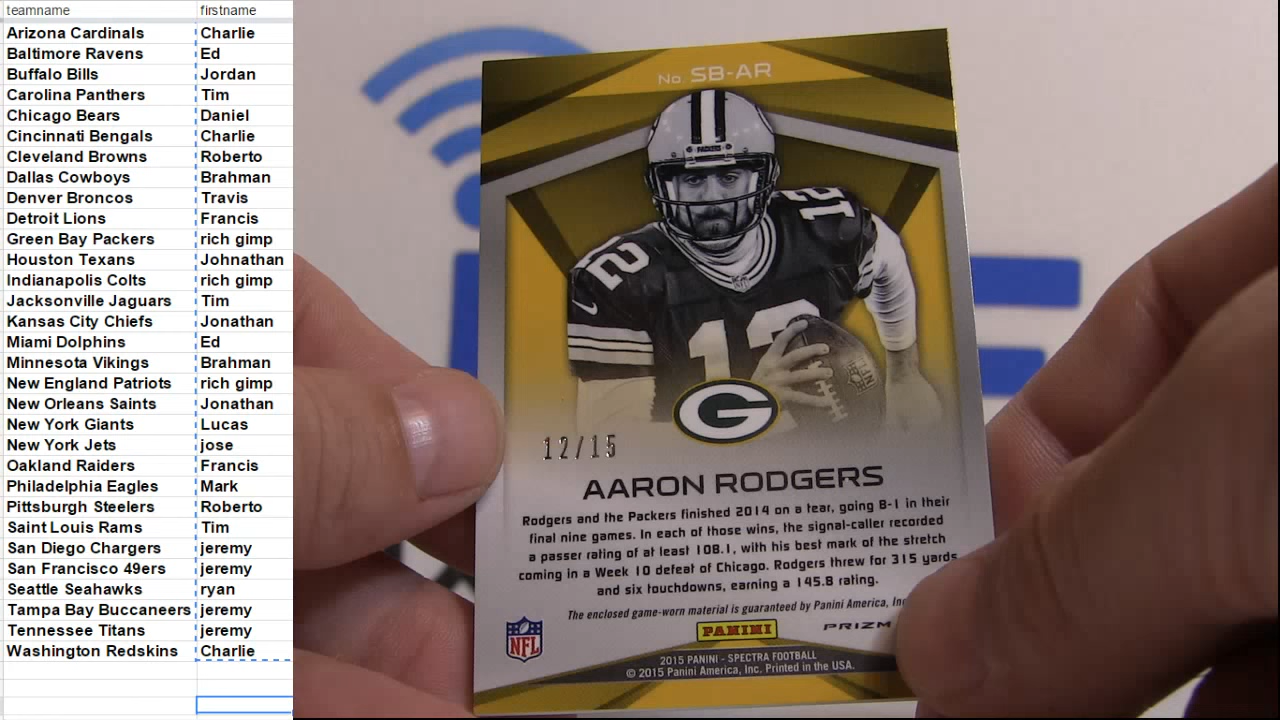 teamname firstname
Arizona Cardinals Charlie
Baltimore Ravens Ed
Buffalo Bills Jordan
Carolina Panthers Tim
Chicago Bears Daniel
Cincinnati Bengals Charlie
Cleveland Browns Roberto
Dallas Cowboys Brahman
Denver Broncos Travis
Detroit Lions Francis
Green Bay Packers rich gimp
Houston Texans Johnathan
Indianapolis Colts rich gimp
Jacksonville Jaguars Tim
Kansas City Chiefs Jonathan
Miami Dolphins Ed
Minnesota Vikings Brahman
New England Patriots rich gimp
New Orleans Saints Jonathan
New York Giants Lucas
New York Jets jose
Oakland Raiders Francis
Philadelphia Eagles Mark
Pittsburgh Steelers Roberto
Saint Louis Rams Tim
San Diego Chargers jeremy
San Francisco 49ers jeremy
Seattle Seahawks ryan
Tampa Bay Buccaneers jeremy
Tennessee Titans jeremy
Washington Redskins Charlie
No. SB-AR
PACKERS
12
12
12
NFL
G
12/15
AARON RODGERS
Rodgers and the Packers finished 2014 on a tear, going 8-1 in their
final nine games. In each of those wins, the signal-caller recorded
a passer rating of at least 108.1, with his best mark of the stretch
coming in a Week 10 defeat of Chicago. Rodgers threw for 315 yards
and six touchdowns, earning a 145.8 rating.
The enclosed game-worn material is guaranteed by Panini America, Inc
NFL PANINI PRIZM
2015 PANINI - SPECTRA FOOTBALL
© 2015 Panini America, Inc. Printed in the USA.